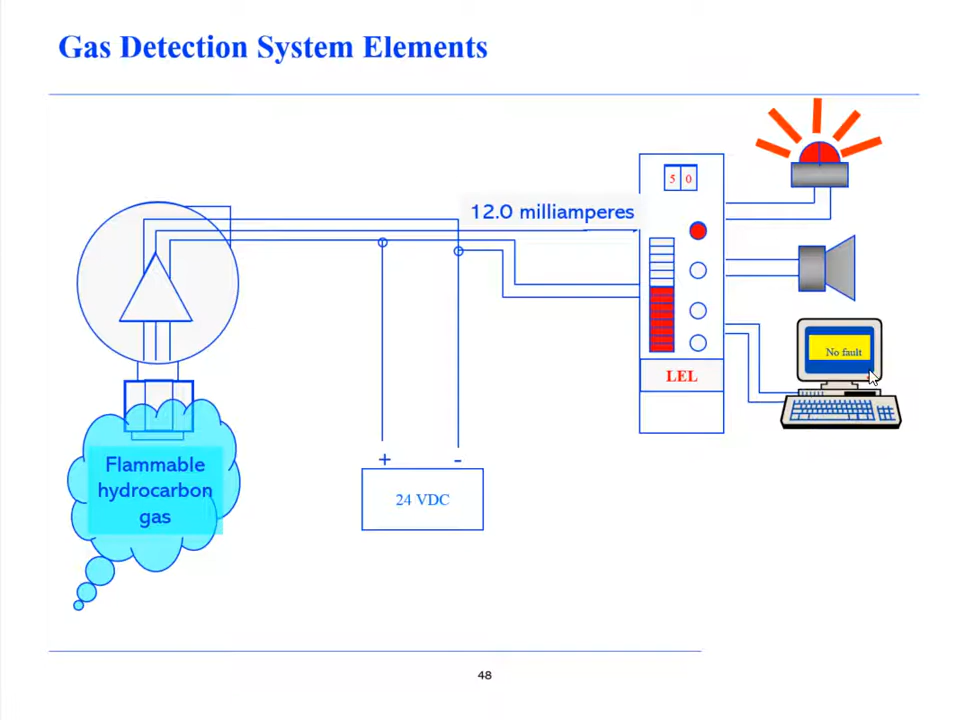 Gas Detection System Elements
5 0
12.0 milliamperes
No fault
LEL
+ -
Flammable
hydrocarbon
gas
24 VDC
48